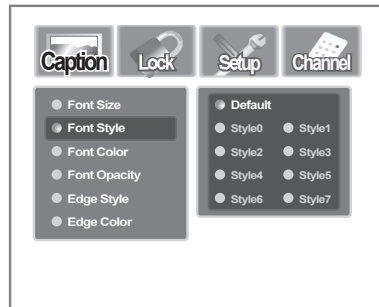 Caption Lock Setup Channel
Font Size
Font Style
Font Color
Font Opacity
Edge Style
Edge Color
Default
Style0 Style1
Style2 Style3
Style4 Style5
Style6 Style7